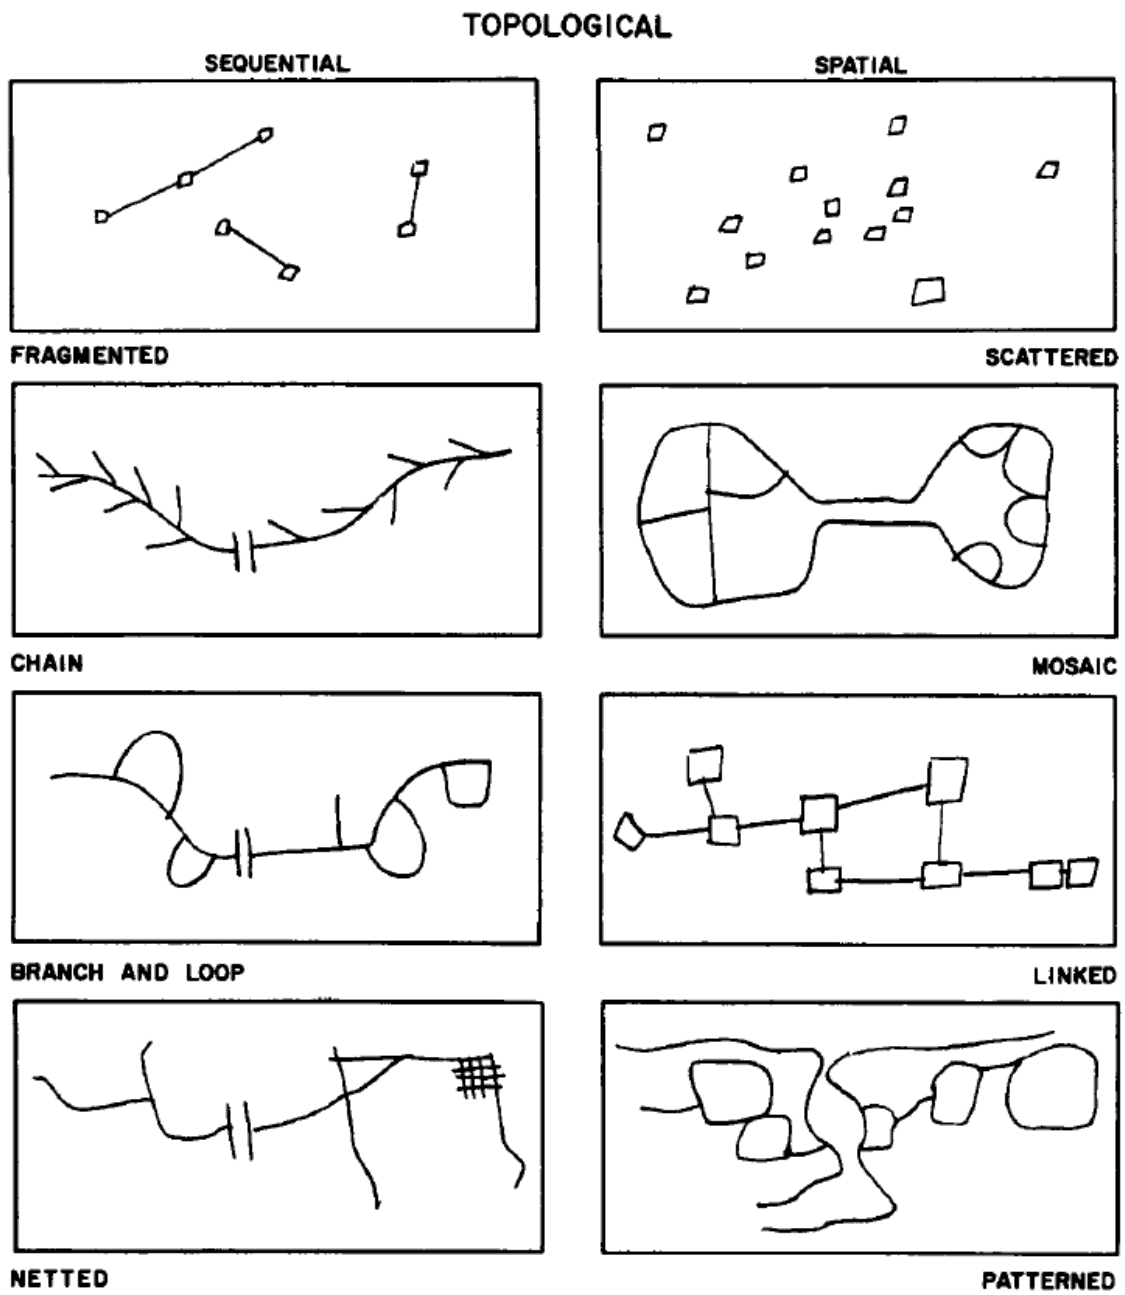 TOPOLOGICAL
SEQUENTIAL SPATIAL
FRAGMENTED SCATTERED
CHAIN MOSAIC
BRANCH AND LOOP LINKED
NETTED PATTERNED